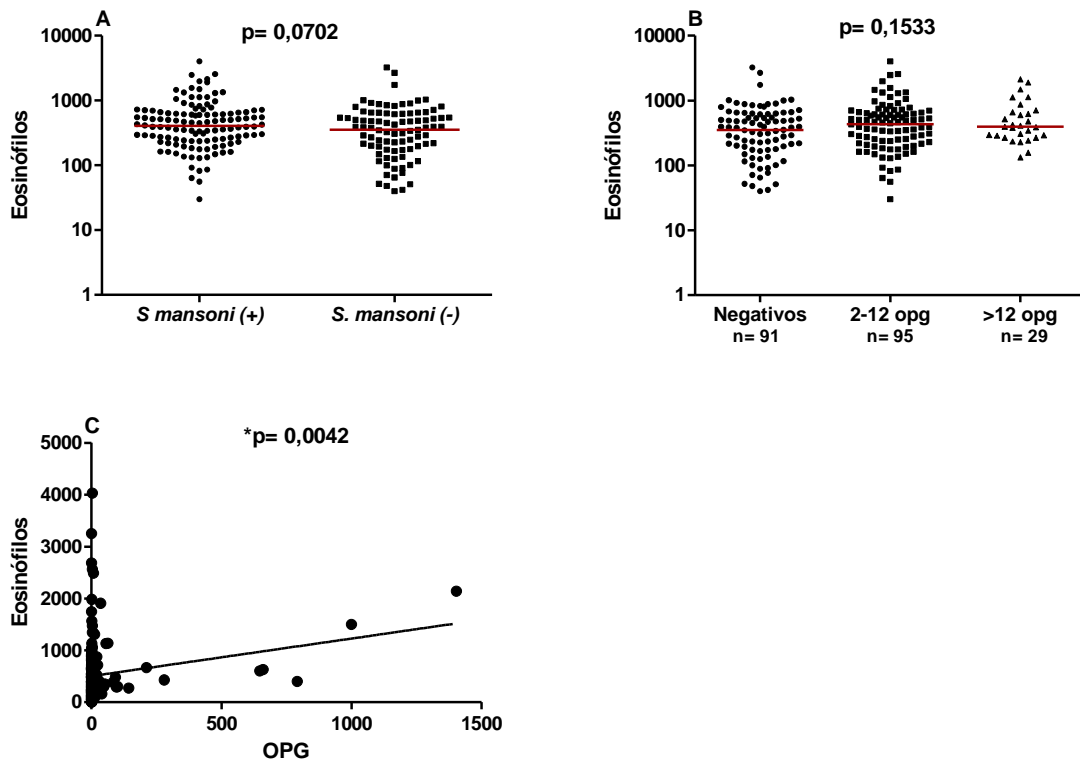 A
p= 0,0702
10000
1000
100
10
1
Eosinófilos
S mansoni (+)
S. mansoni (-)
B
p= 0,1533
10000
1000
100
10
1
Eosinófilos
Negativos
n= 91
2-12 opg
n= 95
>12 opg
n= 29
C
*p= 0,0042
5000
4000
3000
2000
1000
0
Eosinófilos
0
500
1000
1500
OPG